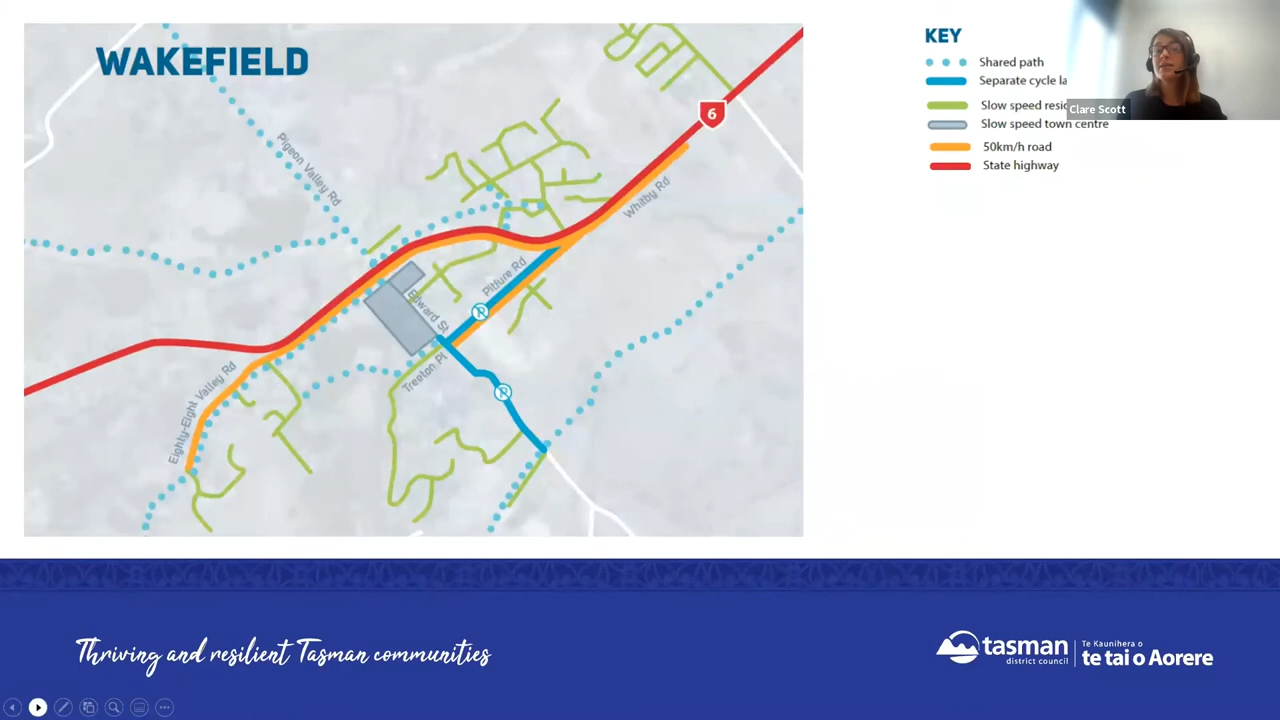 WAKEFIELD
Pigeon Valley Rd
6
Whitby Rd
Pitfure Rd
Edward St
Treeton Pl
Eighty-Eight Valley Rd
P
P
KEY
Shared path
Separate cycle la
Slow speed resid
Slow speed town centre
50km/h road
State highway
Clare Scott
Thriving and resilient Tasman communities
tasman
district council
Te Kaunihera o
te tai o Aorere